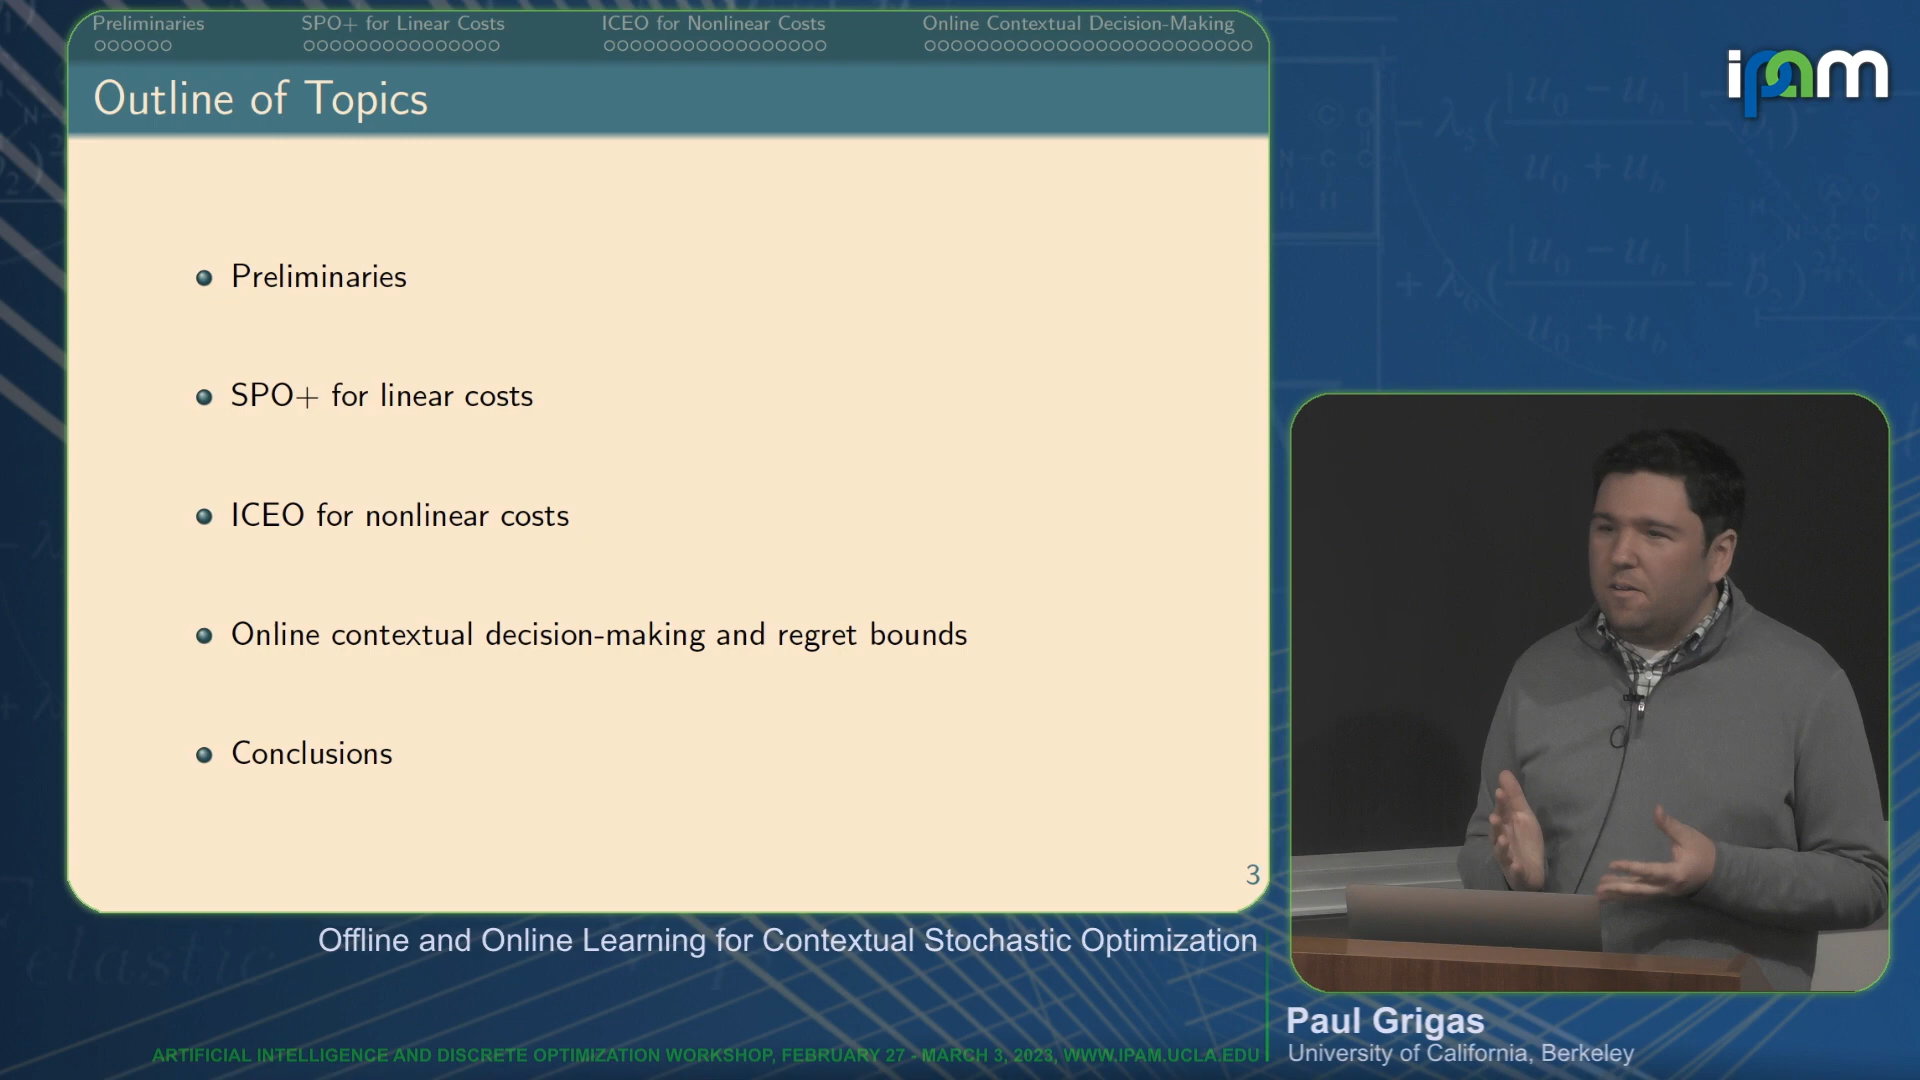 Preliminaries
SPO+ for Linear Costs
ICEO for Nonlinear Costs
Online Contextual Decision-Making
Outline of Topics
Preliminaries
SPO+ for linear costs
ICEO for nonlinear costs
Online contextual decision-making and regret bounds
Conclusions
3
ipam
Offline and Online Learning for Contextual Stochastic Optimization
Paul Grigas
University of California, Berkeley
ARTIFICIAL INTELLIGENCE AND DISCRETE OPTIMIZATION WORKSHOP, FEBRUARY 27 - MARCH 3, 2023, WWW.IPAM.UCLA.EDU
elastic